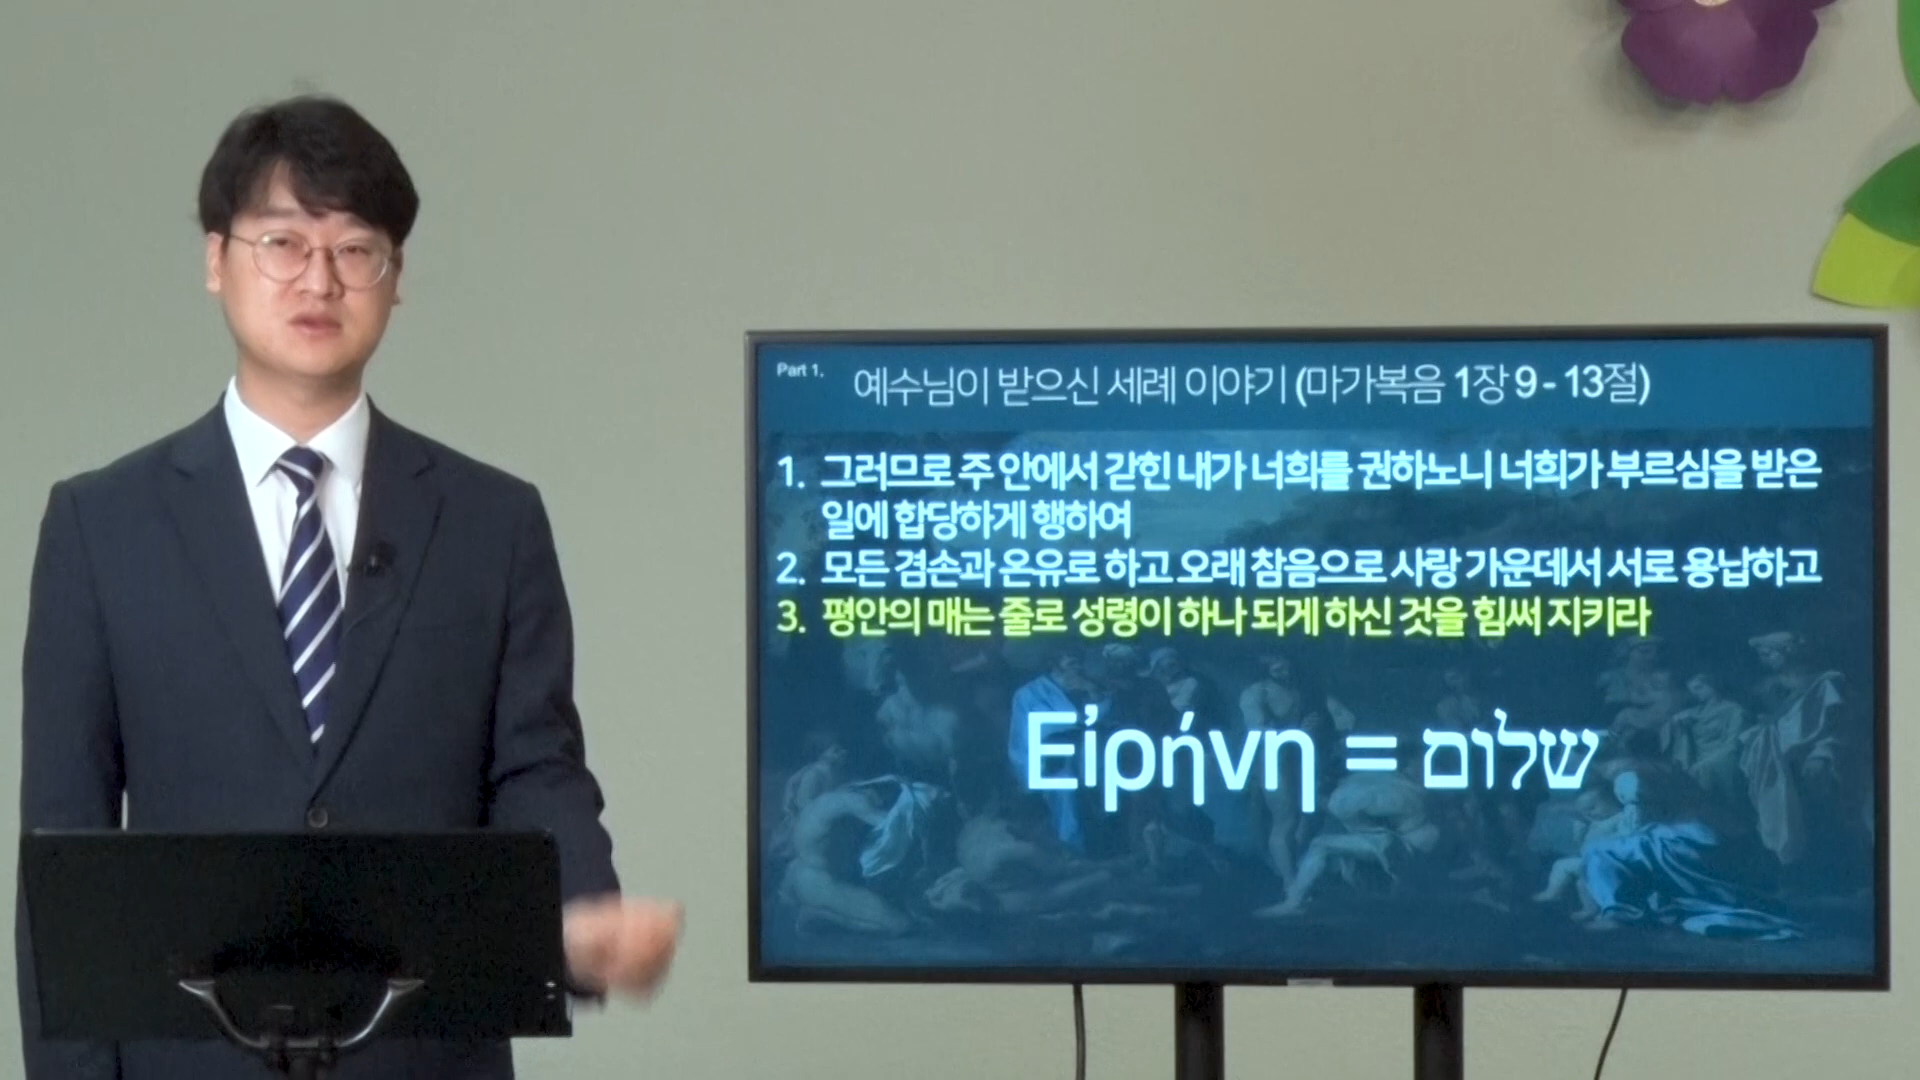 Part 1,
예수님이 받으신 세례 이야기 (마가복음 1장 9 - 13절)
1. 그러므로 주 안에서 갇힌 내가 너희를 권하노니 너희가 부르심을 받은
일에 합당하게 행하여
2. 모든 겸손과 온유로 하고 오래 참음으로 사랑 가운데서 서로 용납하고
3. 평안의 매는 줄로 성령이 하나 되게 하신 것을 힘써 지키라
Εἰρήνη = שלום